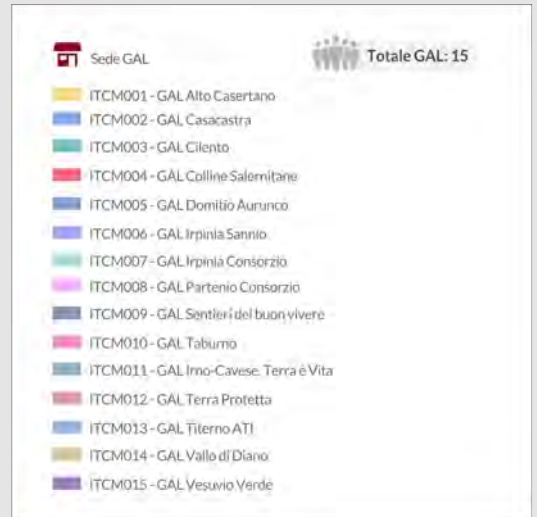 Sede GAL
Totale GAL: 15
ITCM001 - GAL Alto Casertano
ITCM002 - GAL Casacastra
ITCM003 - GAL Cilento
ITCM004 - GAL Colline Salernitane
ITCM005 - GAL Domitio Aurunco
ITCM006 - GAL Irpinia Sannio
ITCM007 - GAL Irpinia Consorzio
ITCM008 - GAL Partenio Consorzio
ITCM009 - GAL Sentieri del buon vivere
ITCM010 - GAL Taburno
ITCM011 - GAL Irno-Cavese. Terra è Vita
ITCM012 - GAL Terra Protetta
ITCM013 - GAL Titerno ATI
ITCM014 - GAL Vallo di Diano
ITCM015 - GAL Vesuvio Verde